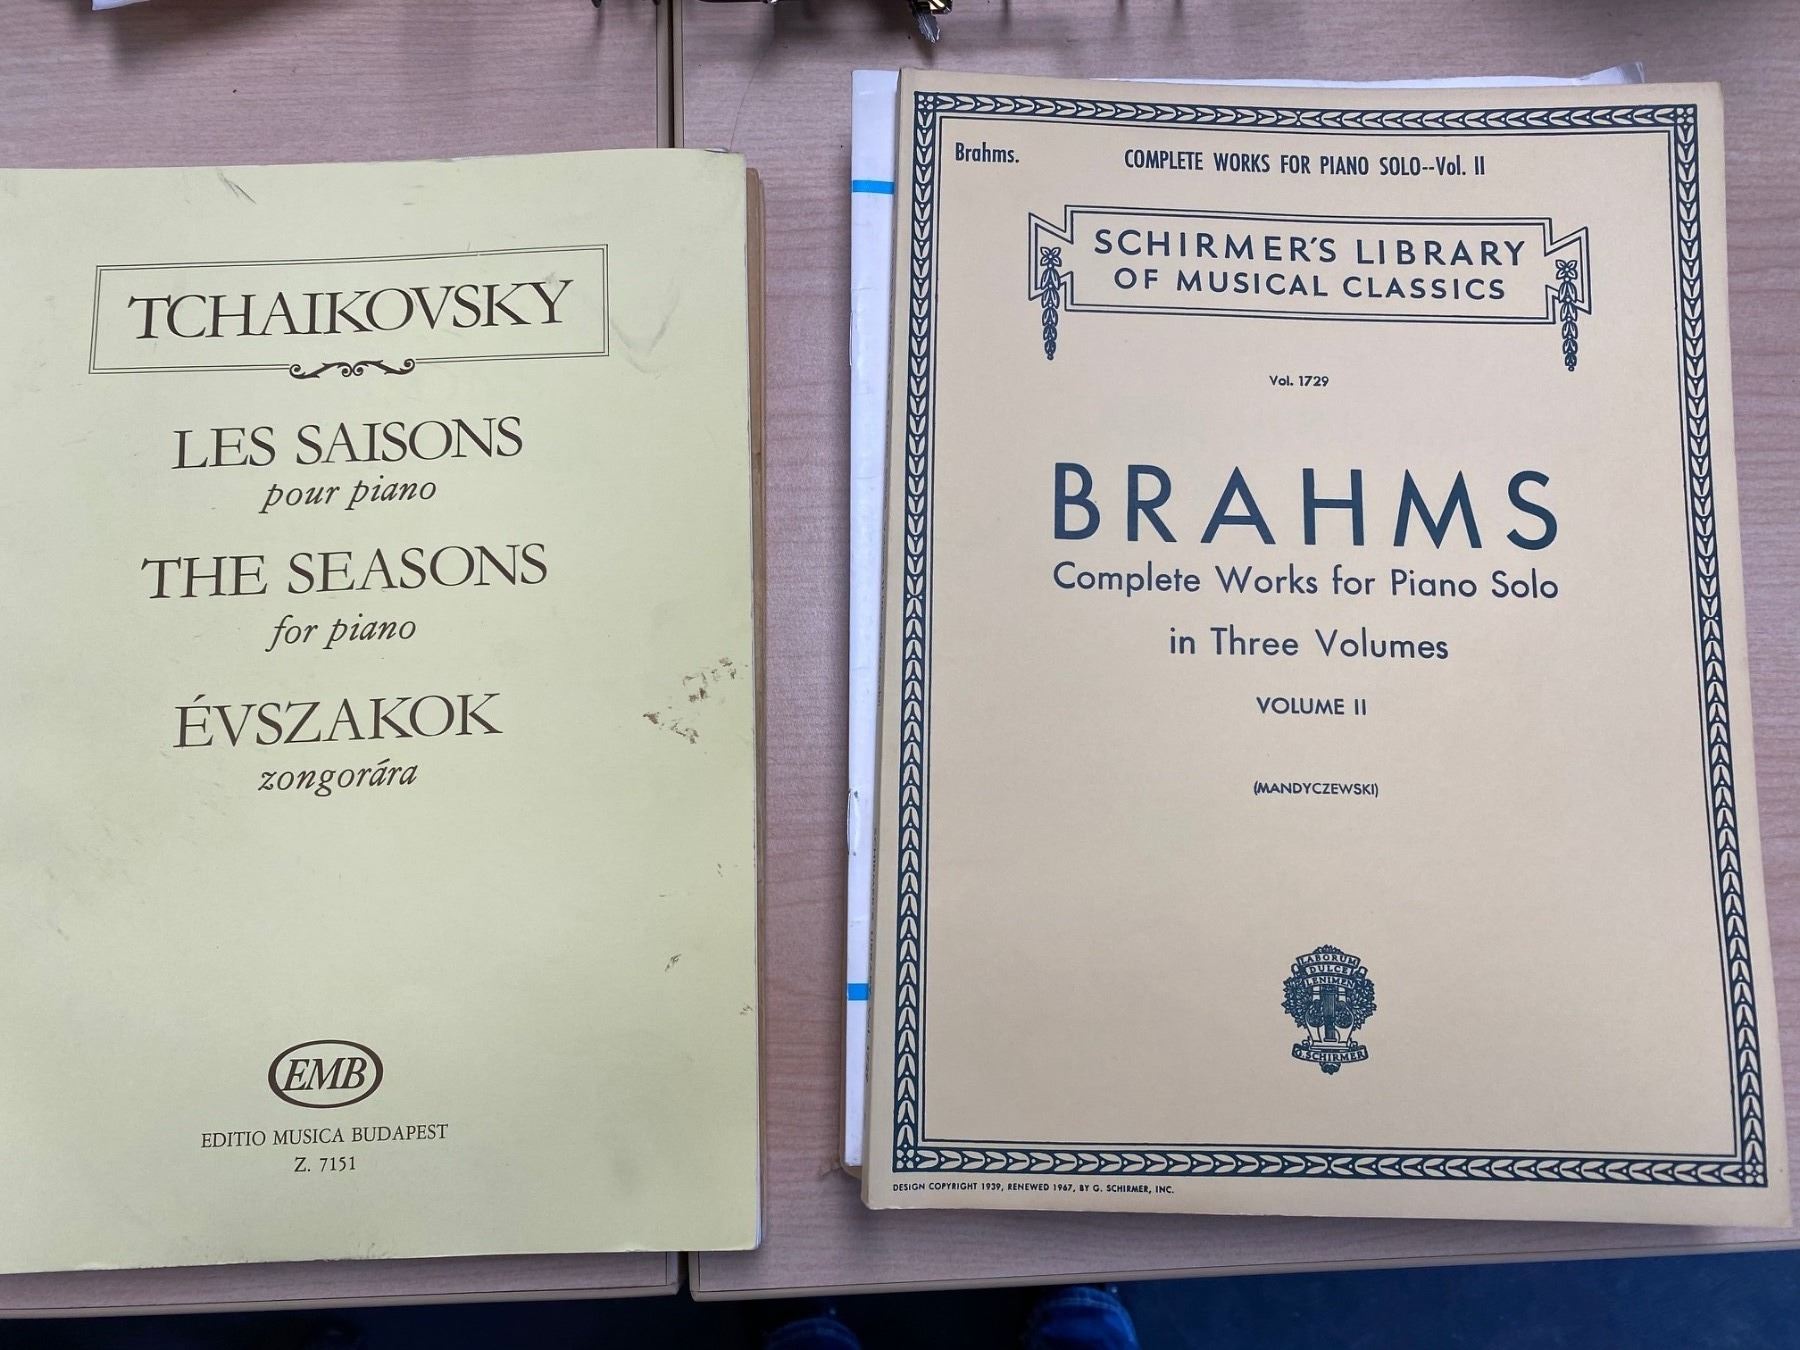 TCHAIKOVSKY
LES SAISONS
pour piano
THE SEASONS
for piano
ÉVSZAKOK
zongorára
EMB
EDITIO MUSICA BUDAPEST
Z. 7151
Brahms.
COMPLETE WORKS FOR PIANO SOLO--Vol. II
SCHIRMER'S LIBRARY
OF MUSICAL CLASSICS
Vol. 1729
BRAHMS
Complete Works for Piano Solo
in Three Volumes
VOLUME II
(MANDYCZEWSKI)
LABORUM
DULCE
LENIMEN
G. SCHIRMER
DESIGN COPYRIGHT 1939, RENEWED 1967, BY G. SCHIRMER, INC.